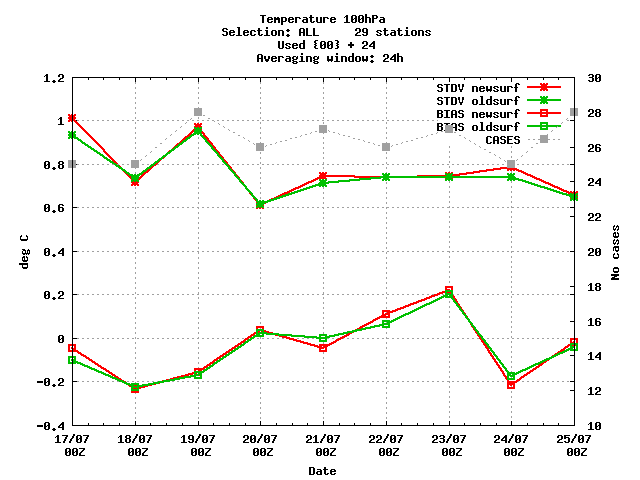 Temperature 100hPa
Selection: ALL     29 stations
Used {00} + 24
Averaging window: 24h
1.2
1
0.8
0.6
0.4
0.2
0
-0.2
-0.4
deg C
30
28
26
24
22
20
18
16
14
12
10
No cases
STDV newsurf
STDV oldsurf
BIAS newsurf
BIAS oldsurf
CASES
17/07 18/07 19/07 20/07 21/07 22/07 23/07 24/07 25/07
00Z 00Z 00Z 00Z 00Z 00Z 00Z 00Z 00Z
Date